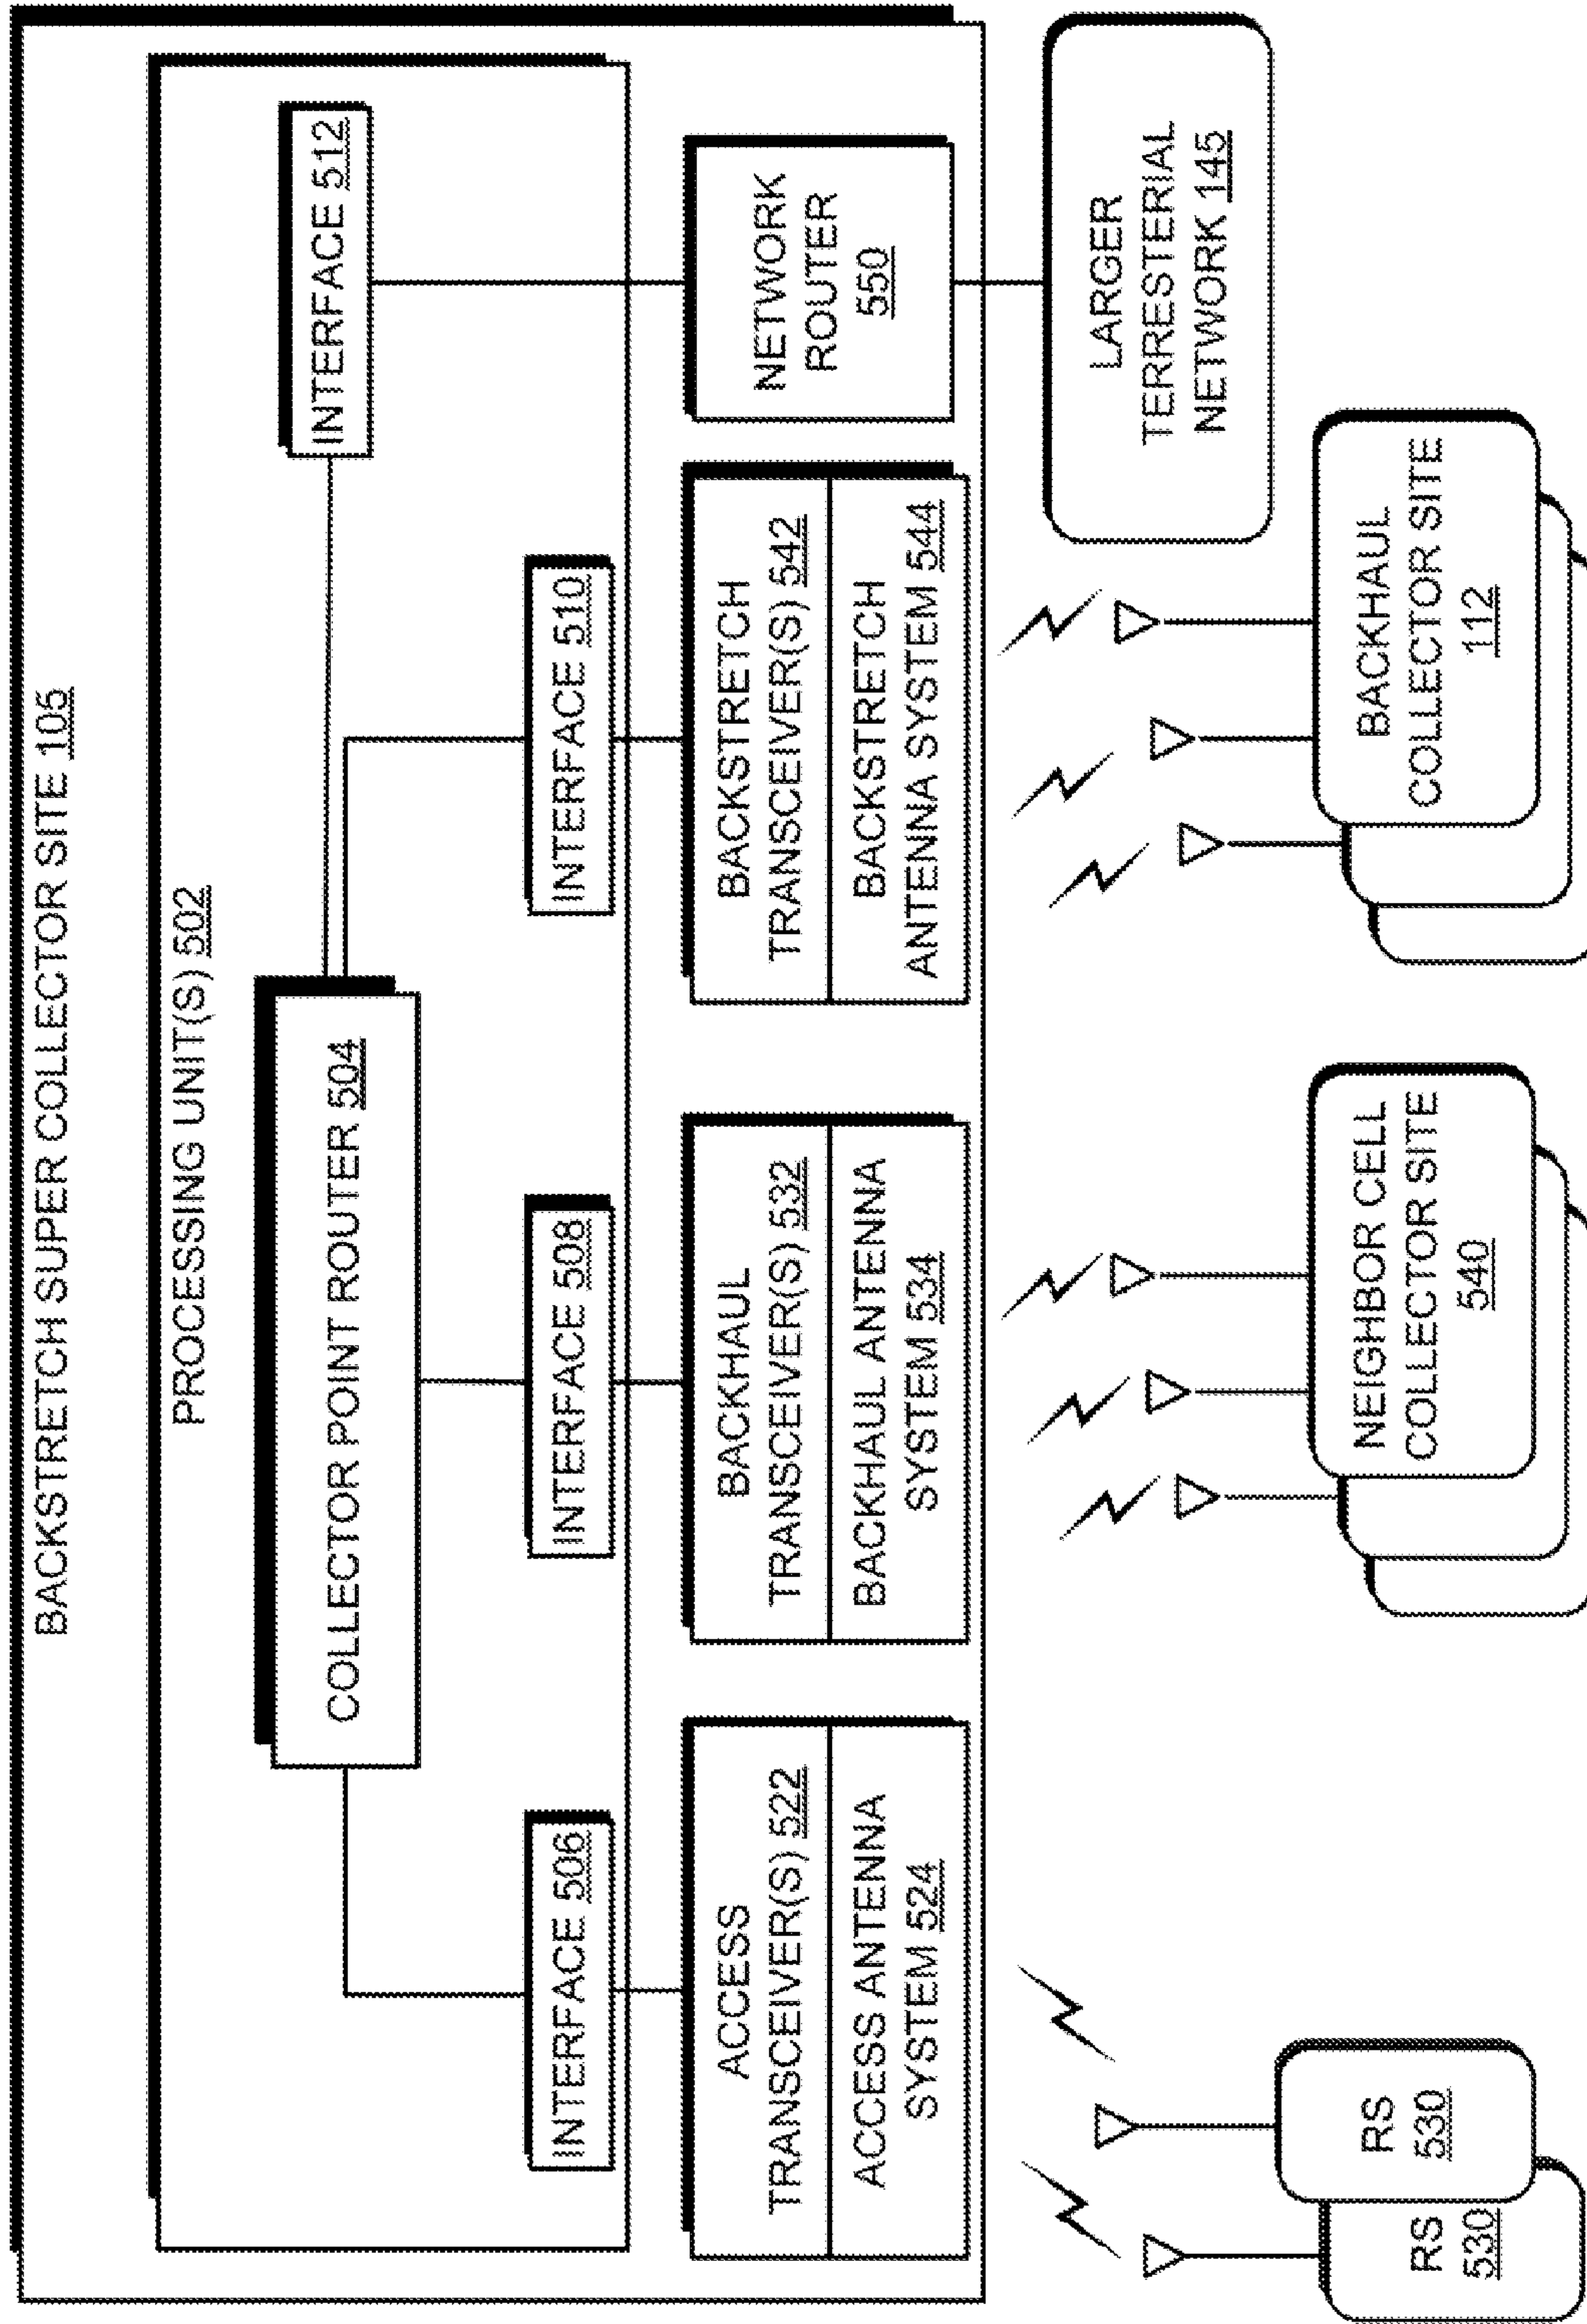 BACKSTRETCH SUPER COLLECTOR SITE 105
PROCESSING UNIT(S) 502
COLLECTOR POINT ROUTER 504
INTERFACE 512
INTERFACE 506
INTERFACE 508
INTERFACE 510
ACCESS
TRANSCEIVER(S) 522
ACCESS ANTENNA
SYSTEM 524
BACKHAUL
TRANSCEIVER(S) 532
BACKHAUL ANTENNA
SYSTEM 534
BACKSTRETCH
TRANSCEIVER(S) 542
BACKSTRETCH
ANTENNA SYSTEM 544
NETWORK
ROUTER
550
LARGER
TERRESTERIAL
NETWORK 145
RS
530
RS
530
NEIGHBOR CELL
COLLECTOR SITE
540
BACKHAUL
COLLECTOR SITE
112